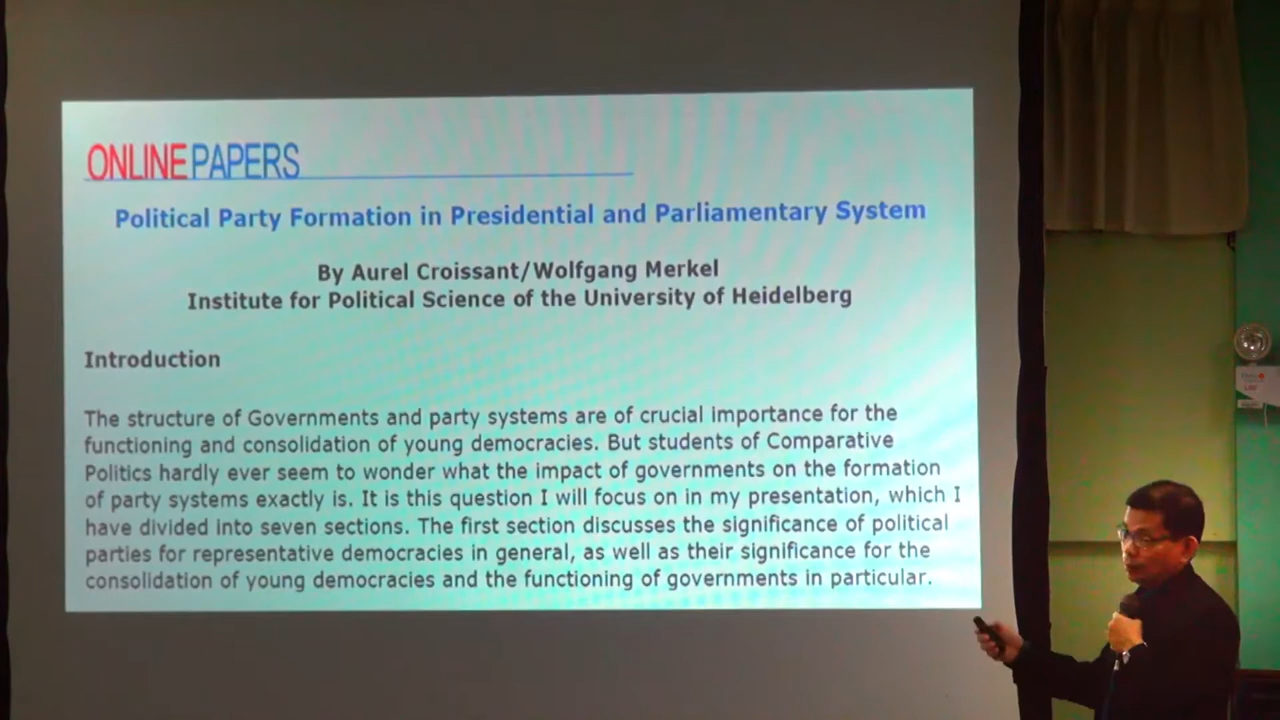 ONLINEPAPERS
Political Party Formation in Presidential and Parliamentary System
By Aurel Croissant/Wolfgang Merkel
Institute for Political Science of the University of Heidelberg
Introduction
The structure of Governments and party systems are of crucial importance for the
functioning and consolidation of young democracies. But students of Comparative
Politics hardly ever seem to wonder what the impact of governments on the formation
of party systems exactly is. It is this question I will focus on in my presentation, which I
have divided into seven sections. The first section discusses the significance of political
parties for representative democracies in general, as well as their significance for the
consolidation of young democracies and the functioning of governments in particular.